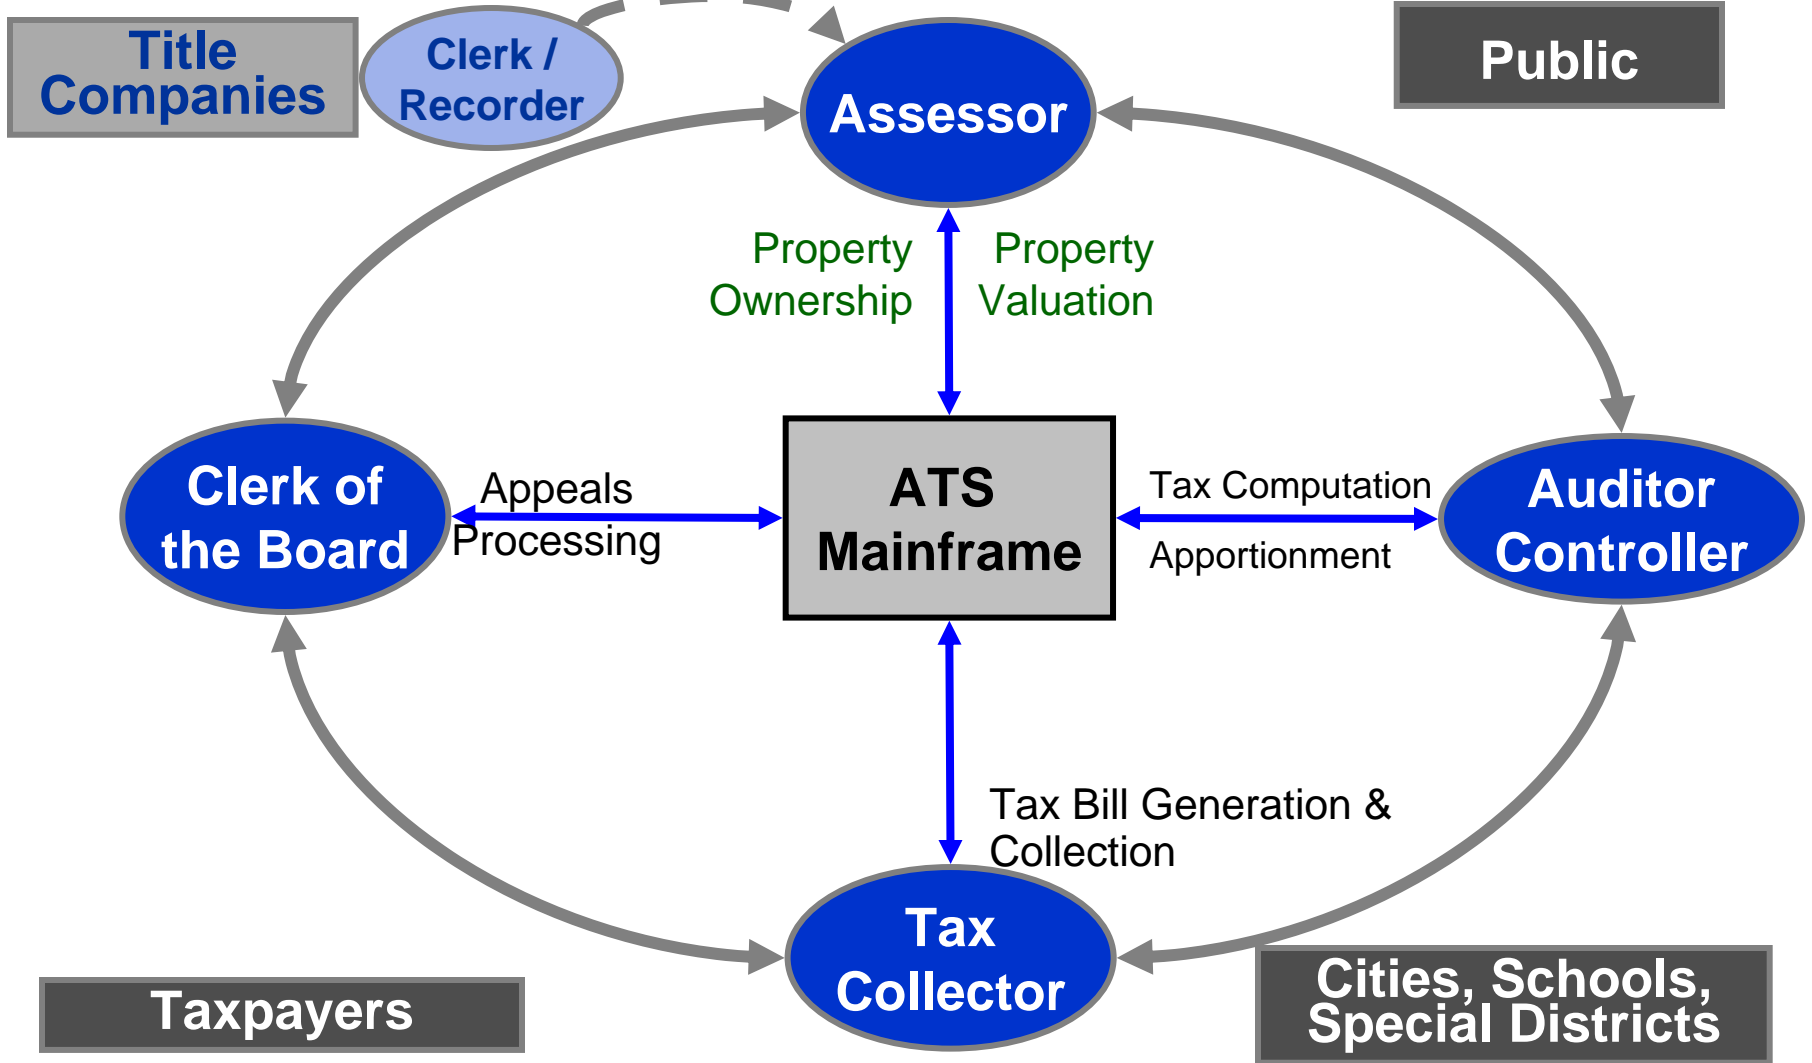 Title
Companies
Clerk /
Recorder
Assessor
Public
Property
Ownership
Property
Valuation
Clerk of
the Board
Appeals
Processing
ATS
Mainframe
Tax Computation
Apportionment
Auditor
Controller
Tax Bill Generation &
Collection
Tax
Collector
Taxpayers
Cities, Schools,
Special Districts